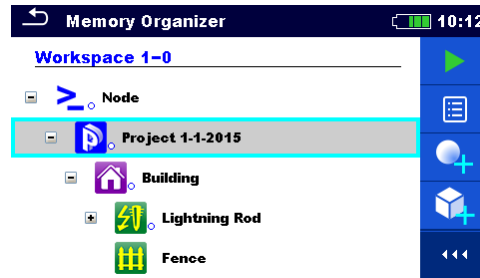 Memory Organizer 10:12
Workspace 1-0
Node
Project 1-1-2015
Building
Lightning Rod
Fence